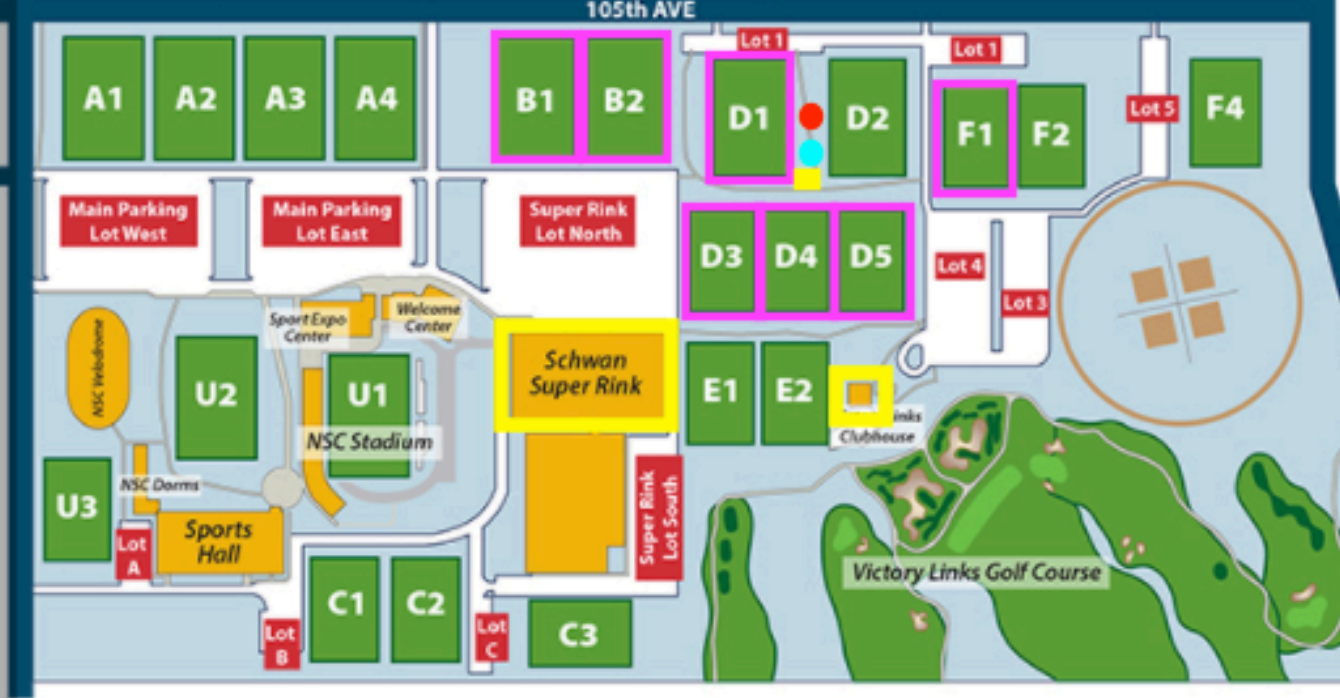 105th AVE
A1
A2
A3
A4
B1
B2
Lot 1
D1
D2
Lot 1
F1
F2
Lot 5
F4
Main Parking
Lot West
Main Parking
Lot East
Super Rink
Lot North
D3
D4
D5
Lot 4
Lot 3
NSC Velodrome
U2
Sport Expo
Center
Welcome
Center
U1
NSC Stadium
Schwan
Super Rink
E1
E2
Clubhouse
U3
NSC Dorms
Lot
A
Sports
Hall
Super Rink
Lot South
Lot
B
C1
C2
Lot
C
C3
Victory Links Golf Course